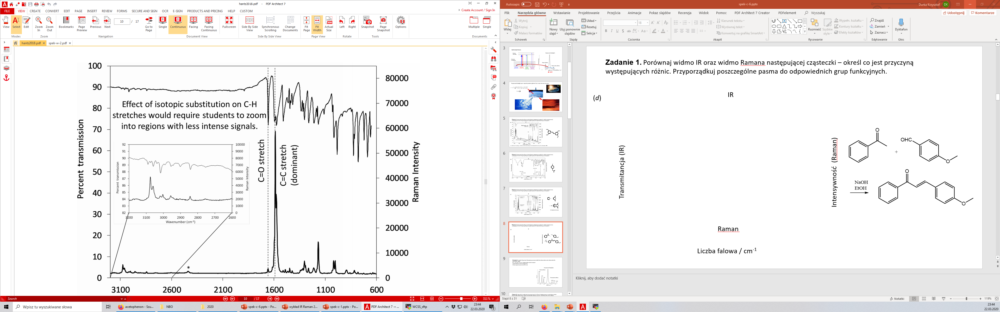 hantz2018.pdf - PDF Architect 7
Create Account / Sign In
FILE VIEW CREATE CONVERT EDIT PAGE INSERT REVIEW FORMS SECURE AND SIGN OCR E-SIGN PRODUCTS AND PRICING HELP CUSTOM
View Select Edit Zoom In Zoom Out Bookmarks Page Preview Previous Next 10 / 17 Go to Page Single Continuous Facing Facing Continuous Fullscreen Side By Side View Synchronous Scrolling Change Documents Fit Page Fit Width Actual Size Left Right Snapshot Page Snapshot Options Multiple Single
Modes Zoom Navigation Document View Side By Side View Page View Rotate Tools Documents
hantz2018.pdf spek-w-2.pdf
Percent transmission
100
90
80
70
60
50
40
30
20
10
0
Effect of isotopic substitution on C-H
stretches would require students to zoom
into regions with less intense signals.
Percent transmission
92
91
90
89
88
87
86
85
84
83
82
10000
9000
8000
7000
6000
5000
4000
3000
2000
1000
0
Raman Intensity
3200 3100 3000 2900 2800 2700 2600
Wavenumber (cm-1)
C=O stretch
C=C stretch
(dominant)
*
80000
70000
60000
50000
40000
30000
20000
10000
0
Raman Intensity
3100 2600 2100 1600 1100 600
Search
10 / 17
311%
Wpisz tu wyszukiwane słowa
acetophenon - Szu...
NBO
2020
spek-c-6.pptx - Po...
wykład IR Raman 2...
spek-c-1.pptx - Po...
PDF Architect 7 – ...
WCSS_sftp
23:44
22.03.2020
5
Autozapis
spek-c-6.pptx
Durka Krzysztof DK
Plik Narzędzia główne Wstawianie Projektowanie Przejścia Animacje Pokaz slajdów Recenzja Widok Pomoc PDF Architect 7 Creator PDFelement Wyszukaj
Udostępnij Komentarze
Wklej Wytnij Kopiuj Malarz formatów
Nowy slajd Użyj ponownie slajdów Układ Resetuj Sekcja
18
B I U S ab AV Aa A
Kierunek tekstu
Wyrównaj tekst
Konwertuj na grafikę SmartArt
Rozmieść Szybkie style Wypełn. kształtu Kontury kształtu Efekty kształtów
Znajdź
Zamień
Zaznacz
Dyktafon
Schowek Slajdy Czcionka Akapit Rysowanie Edytowanie Głos
3
4
5
6
7
8
9
10
Zadanie 1. Porównaj widmo IR oraz widmo Ramana następującej cząsteczki – określ co jest przyczyną
występujących różnic. Przyporządkuj poszczególne pasma do odpowiednich grup funkcyjnych.
(d)
IR
Transmitancja (IR)
Intensywność (Raman)
O
OHC
+
O
NaOH
EtOH
O
O
Raman
Liczba falowa / cm-1
Kliknij, aby dodać notatki
Slajd 8 z 31
Notatki
119%
23:44
22.03.2020